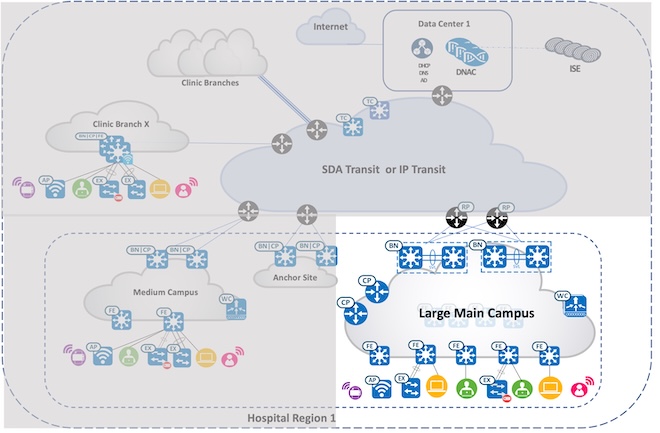 Internet
Data Center 1
DHCP
DNS
AD
DNAC
ISE
Clinic Branches
TC
TC
Clinic Branch X
BN|CP|FE
SDA Transit or IP Transit
AP
EX
EX
RP
RP
BN|CP
BN|CP
BN|CP
BN|CP
BN
BN
Anchor Site
Medium Campus
WC
CP
CP
Large Main Campus
WC
FE
FE
FE
FE
FE
FE
AP
EX
EX
AP
EX
EX
Hospital Region 1